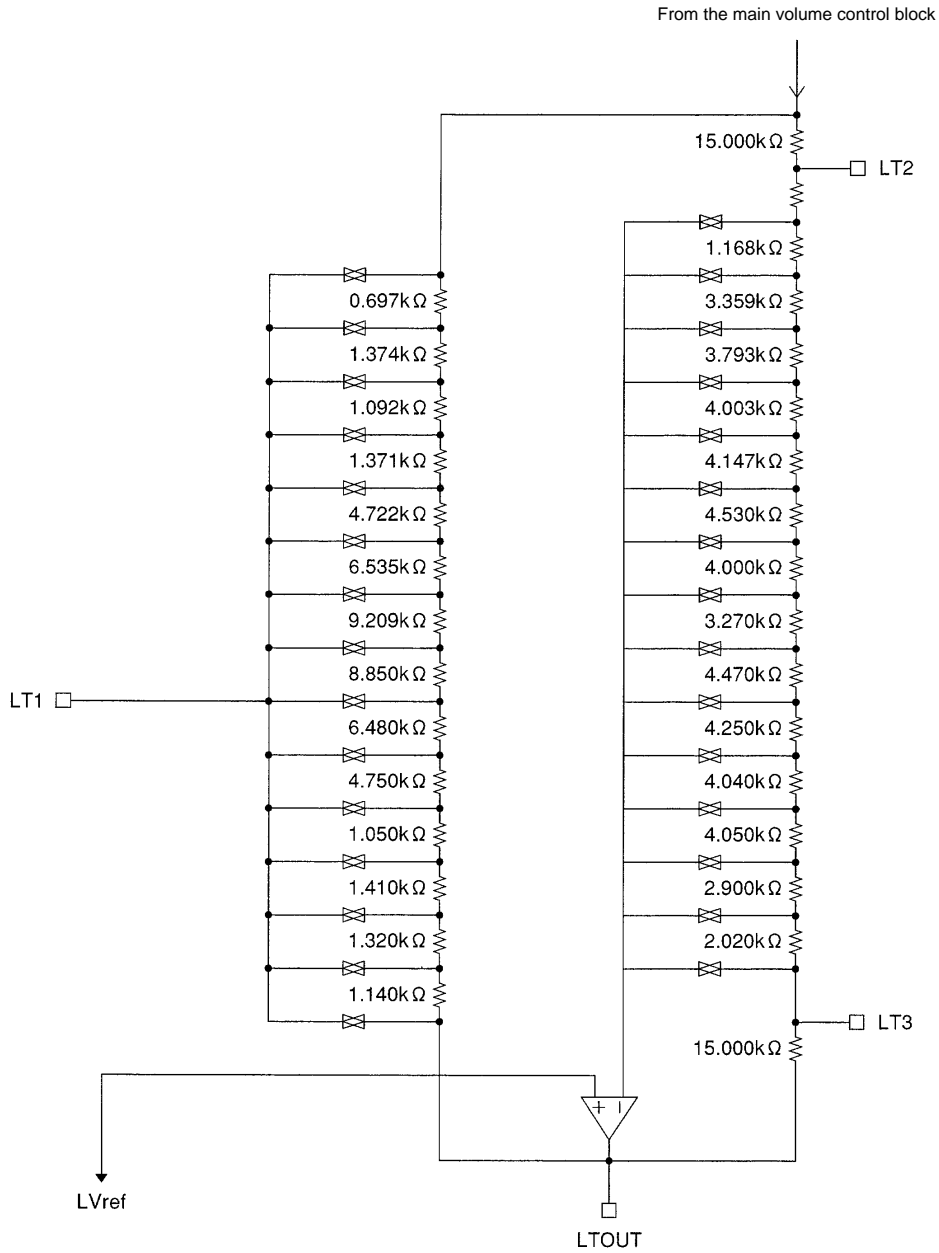 From the main volume control block
15.000kΩ
LT2
1.168kΩ
0.697kΩ
3.359kΩ
1.374kΩ
3.793kΩ
1.092kΩ
4.003kΩ
1.371kΩ
4.147kΩ
4.722kΩ
4.530kΩ
6.535kΩ
4.000kΩ
9.209kΩ
3.270kΩ
8.850kΩ
4.470kΩ
LT1
6.480kΩ
4.250kΩ
4.750kΩ
4.040kΩ
1.050kΩ
4.050kΩ
1.410kΩ
2.900kΩ
1.320kΩ
2.020kΩ
1.140kΩ
LT3
15.000kΩ
+ −
LVref
LTOUT